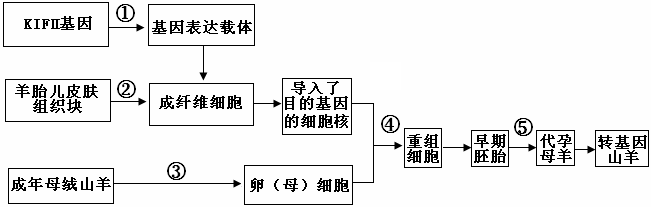 KIFII基因
①
基因表达载体
羊胎儿皮肤
组织块
②
成纤维细胞
导入了
目的基因
的细胞核
④
重组
细胞
早期
胚胎
⑤
代孕
母羊
转基因
山羊
成年母绒山羊
③
卵（母）细胞